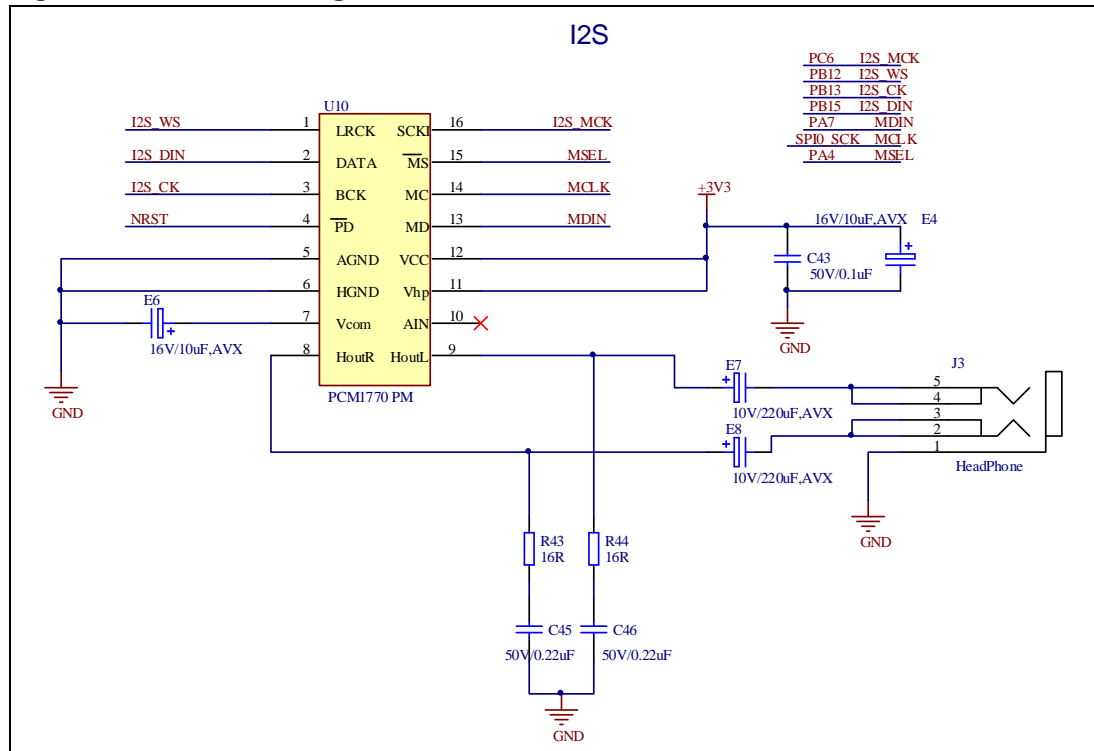 I2S
PC6 I2S_MCK
PB12 I2S_WS
PB13 I2S_CK
PB15 I2S_DIN
PA7 MDIN
SPI0_SCK MCLK
PA4 MSEL
U10
I2S_WS 1 LRCK SCKI 16 I2S_MCK
I2S_DIN 2 DATA MS 15 MSEL
I2S_CK 3 BCK MC 14 MCLK
NRST 4 PD MD 13 MDIN
5 AGND VCC 12
6 HGND Vhp 11
7 Vcom AIN 10
8 HoutR HoutL 9
PCM1770 PM
+3V3
16V/10uF,AVX E4
C43
50V/0.1uF
GND
E6
16V/10uF,AVX
GND
E7
10V/220uF,AVX
E8
10V/220uF,AVX
J3
5
4
3
2
1
HeadPhone
GND
R43
16R
R44
16R
C45
50V/0.22uF
C46
50V/0.22uF
GND